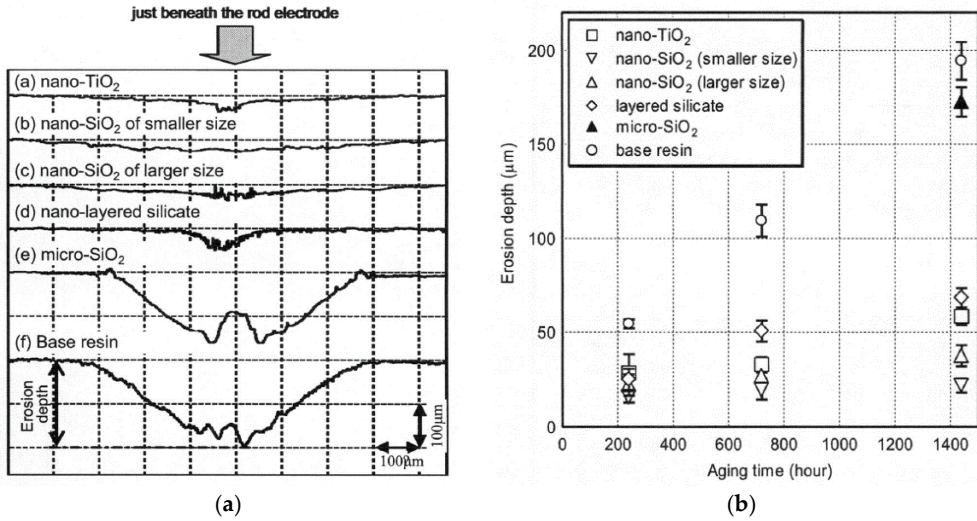 just beneath the rod electrode
(a) nano-TiO₂
(b) nano-SiO₂ of smaller size
(c) nano-SiO₂ of larger size
(d) nano-layered silicate
(e) micro-SiO₂
(f) Base resin
Erosion
depth
100μm
100μm
(a)
200
150
100
50
0
Erosion depth (μm)
nano-TiO₂
nano-SiO₂ (smaller size)
nano-SiO₂ (larger size)
layered silicate
micro-SiO₂
base resin
0 200 400 600 800 1000 1200 1400
Aging time (hour)
(b)